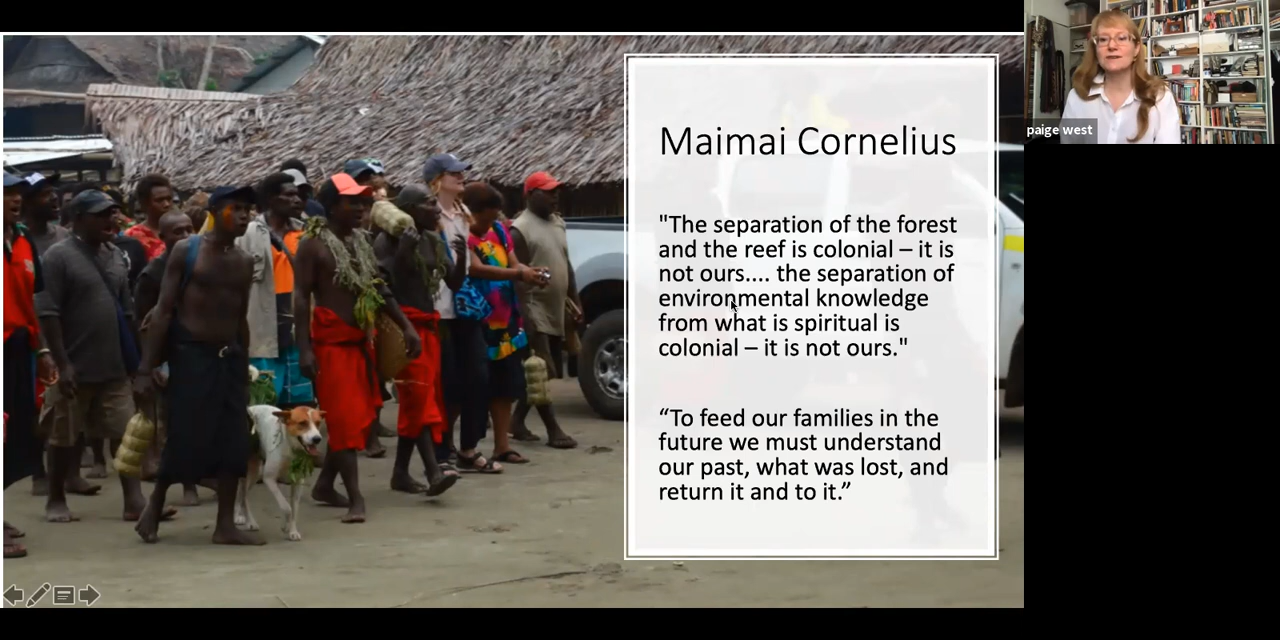 Maimai Cornelius
"The separation of the forest
and the reef is colonial – it is
not ours.... the separation of
environmental knowledge
from what is spiritual is
colonial – it is not ours."
“To feed our families in the
future we must understand
our past, what was lost, and
return it and to it.”
paige west